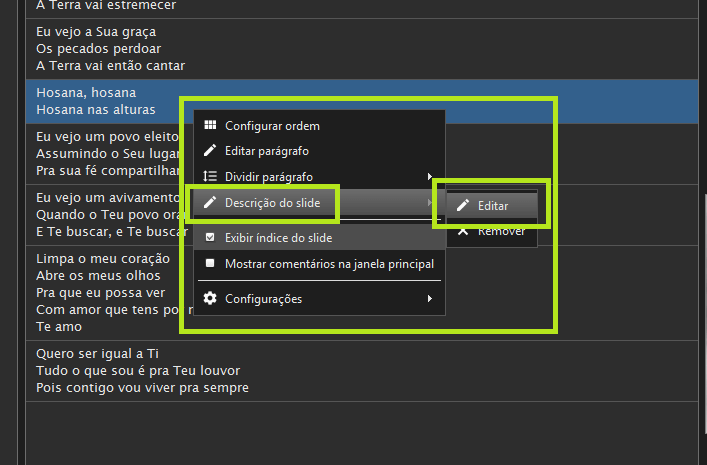 A Terra vai estremecer
Eu vejo a Sua graça
Os pecados perdoar
A Terra vai então cantar
Hosana, hosana
Hosana nas alturas
Eu vejo um povo eleito
Assumindo o Seu lugar
Pra sua fé compartilhar
Eu vejo um avivamento
Quando o Teu povo orar
E Te buscar, e Te buscar
Limpa o meu coração
Abre os meus olhos
Pra que eu possa ver
Com amor que tens por
Te amo
Quero ser igual a Ti
Tudo o que sou é pra Teu louvor
Pois contigo vou viver pra sempre
Configurar ordem
Editar parágrafo
Dividir parágrafo
Descrição do slide
Exibir índice do slide
Mostrar comentários na janela principal
Configurações
Editar
Remover